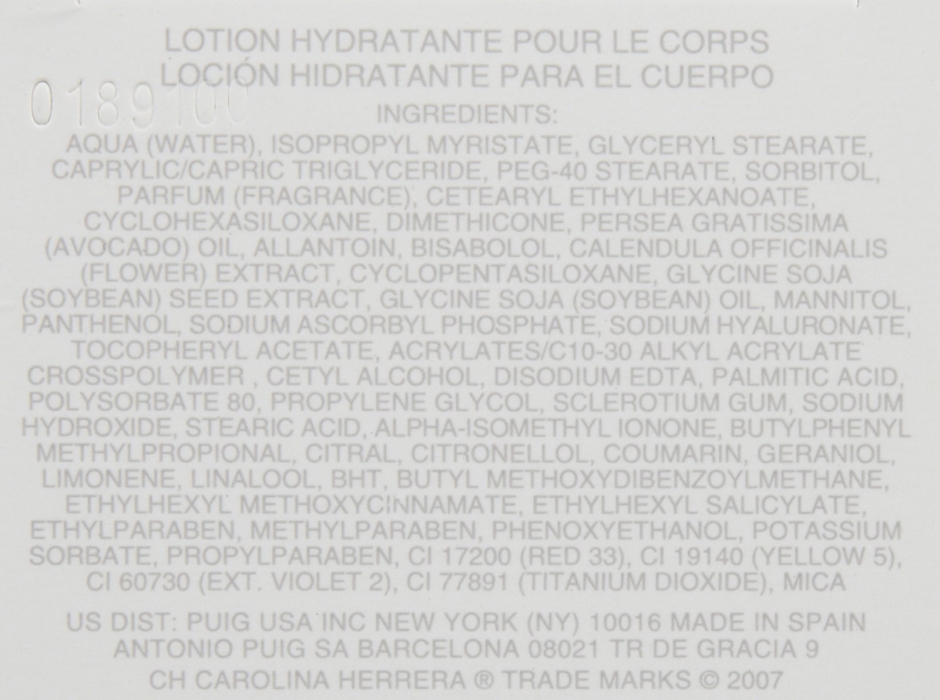 LOTION HYDRATANTE POUR LE CORPS
LOCIÓN HIDRATANTE PARA EL CUERPO
0189100
INGREDIENTS:
AQUA (WATER), ISOPROPYL MYRISTATE, GLYCERYL STEARATE,
CAPRYLIC/CAPRIC TRIGLYCERIDE, PEG-40 STEARATE, SORBITOL,
PARFUM (FRAGRANCE), CETEARYL ETHYLHEXANOATE,
CYCLOHEXASILOXANE, DIMETHICONE, PERSEA GRATISSIMA
(AVOCADO) OIL, ALLANTOIN, BISABOLOL, CALENDULA OFFICINALIS
(FLOWER) EXTRACT, CYCLOPENTASILOXANE, GLYCINE SOJA
(SOYBEAN) SEED EXTRACT, GLYCINE SOJA (SOYBEAN) OIL, MANNITOL,
PANTHENOL, SODIUM ASCORBYL PHOSPHATE, SODIUM HYALURONATE,
TOCOPHERYL ACETATE, ACRYLATES/C10-30 ALKYL ACRYLATE
CROSSPOLYMER , CETYL ALCOHOL, DISODIUM EDTA, PALMITIC ACID,
POLYSORBATE 80, PROPYLENE GLYCOL, SCLEROTIUM GUM, SODIUM
HYDROXIDE, STEARIC ACID, ALPHA-ISOMETHYL IONONE, BUTYLPHENYL
METHYLPROPIONAL, CITRAL, CITRONELLOL, COUMARIN, GERANIOL,
LIMONENE, LINALOOL, BHT, BUTYL METHOXYDIBENZOYLMETHANE,
ETHYLHEXYL METHOXYCINNAMATE, ETHYLHEXYL SALICYLATE,
ETHYLPARABEN, METHYLPARABEN, PHENOXYETHANOL, POTASSIUM
SORBATE, PROPYLPARABEN, CI 17200 (RED 33), CI 19140 (YELLOW 5),
CI 60730 (EXT. VIOLET 2), CI 77891 (TITANIUM DIOXIDE), MICA
US DIST: PUIG USA INC NEW YORK (NY) 10016 MADE IN SPAIN
ANTONIO PUIG SA BARCELONA 08021 TR DE GRACIA 9
CH CAROLINA HERRERA ® TRADE MARKS © 2007